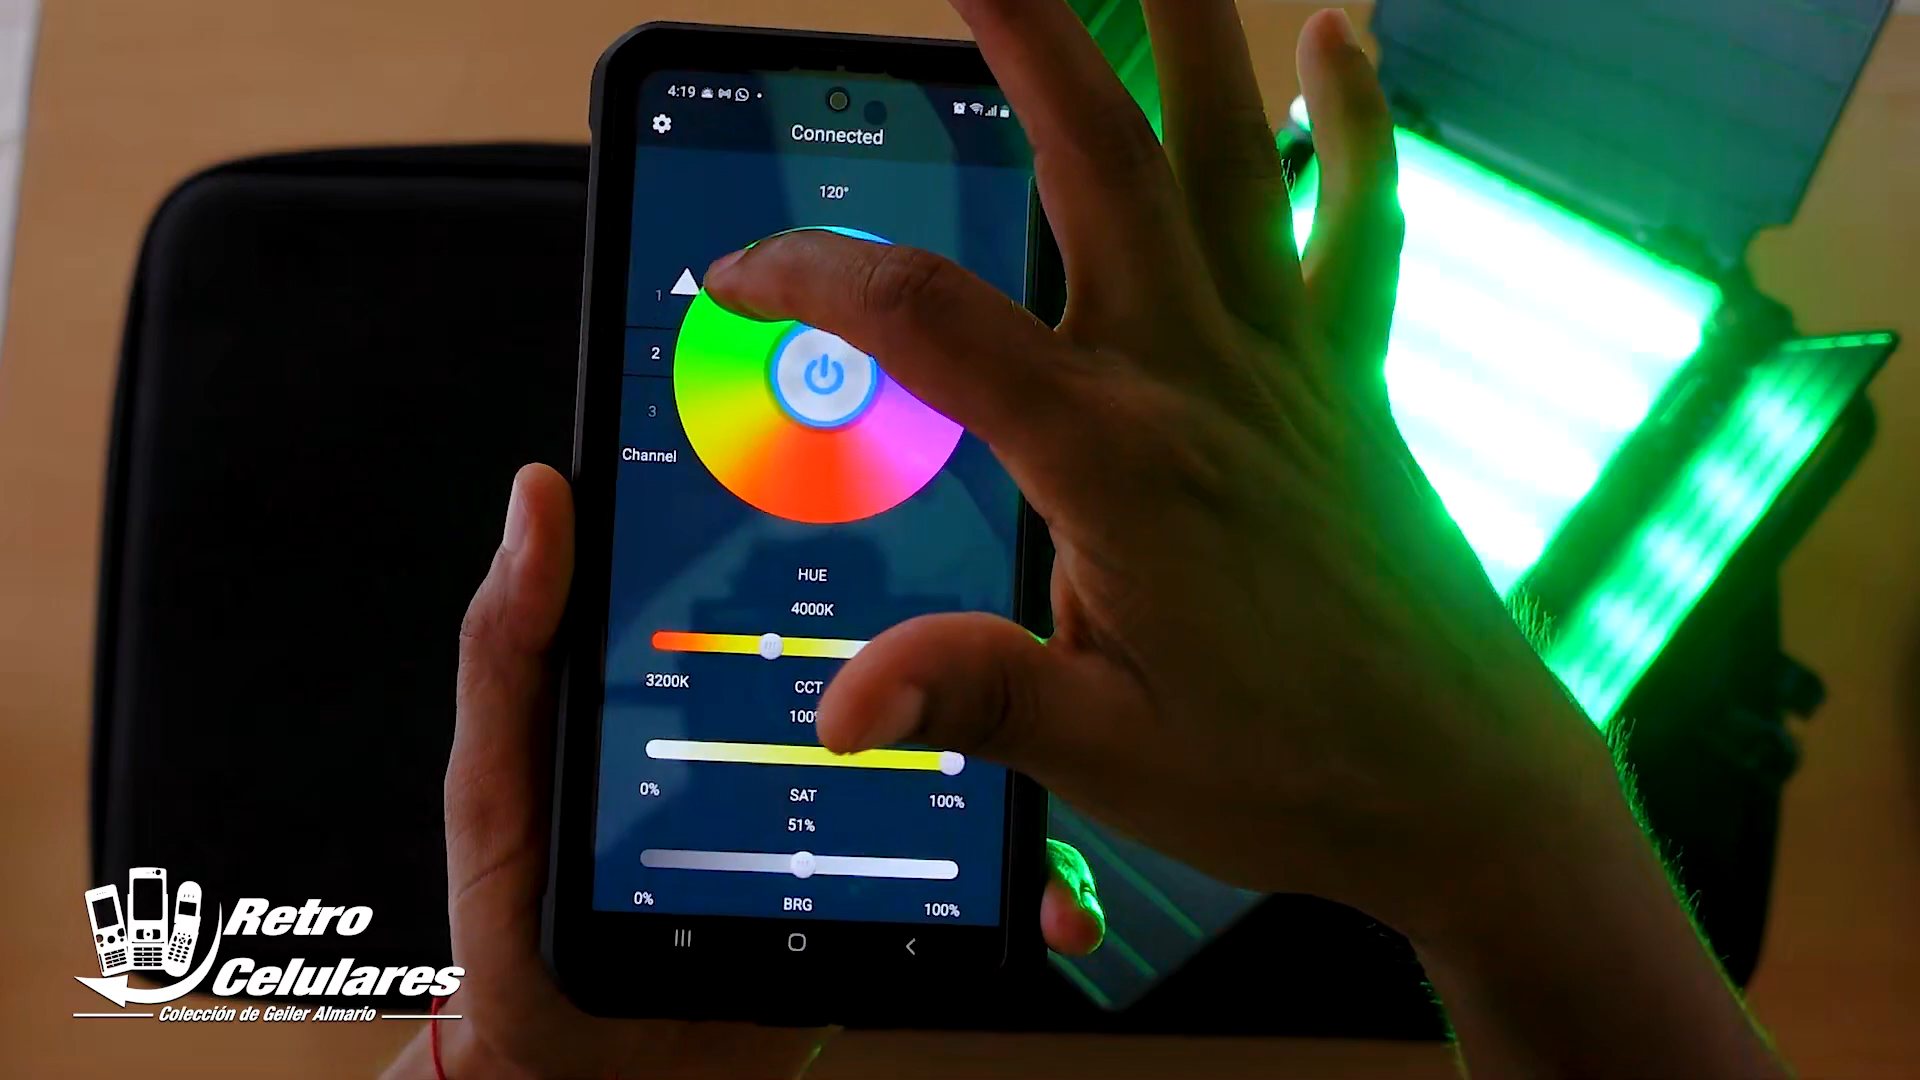 4:19
Connected
120°
1
2
3
Channel
HUE
4000K
3200K
CCT
100%
0%
SAT
100%
51%
0%
BRG
100%
Retro
Celulares
Colección de Geiler Almario